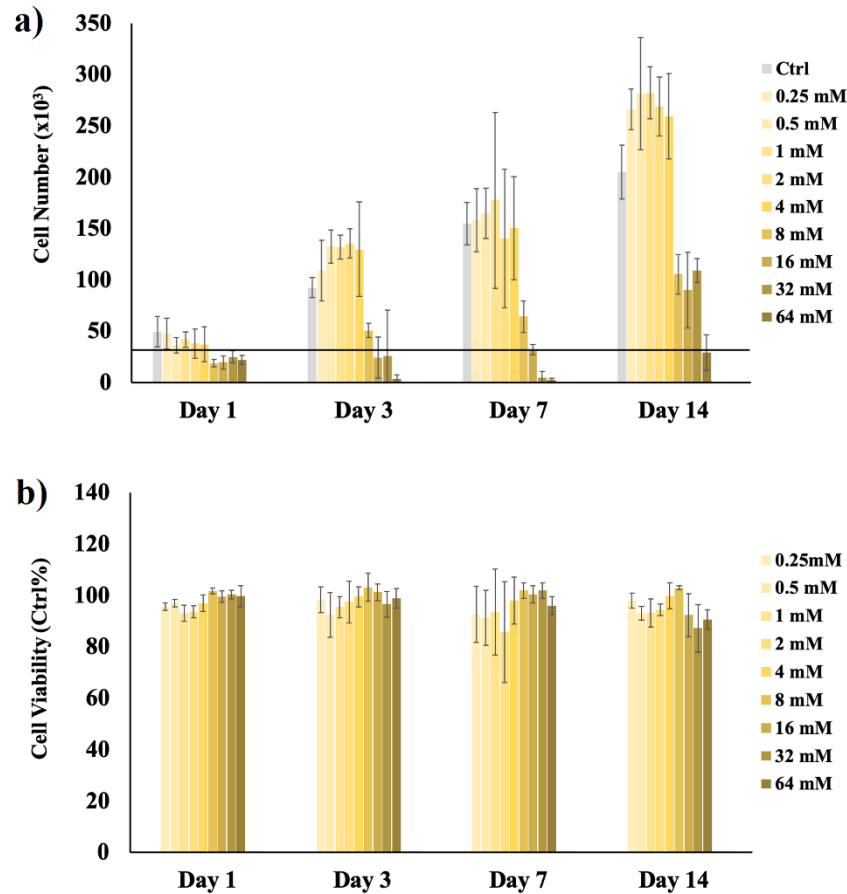 a)
350
300
250
200
150
100
50
0
Cell Number (x10³)
Day 1 Day 3 Day 7 Day 14
Ctrl
0.25 mM
0.5 mM
1 mM
2 mM
4 mM
8 mM
16 mM
32 mM
64 mM
b)
140
120
100
80
60
40
20
0
Cell Viability (Ctrl%)
Day 1 Day 3 Day 7 Day 14
0.25mM
0.5 mM
1 mM
2 mM
4 mM
8 mM
16 mM
32 mM
64 mM